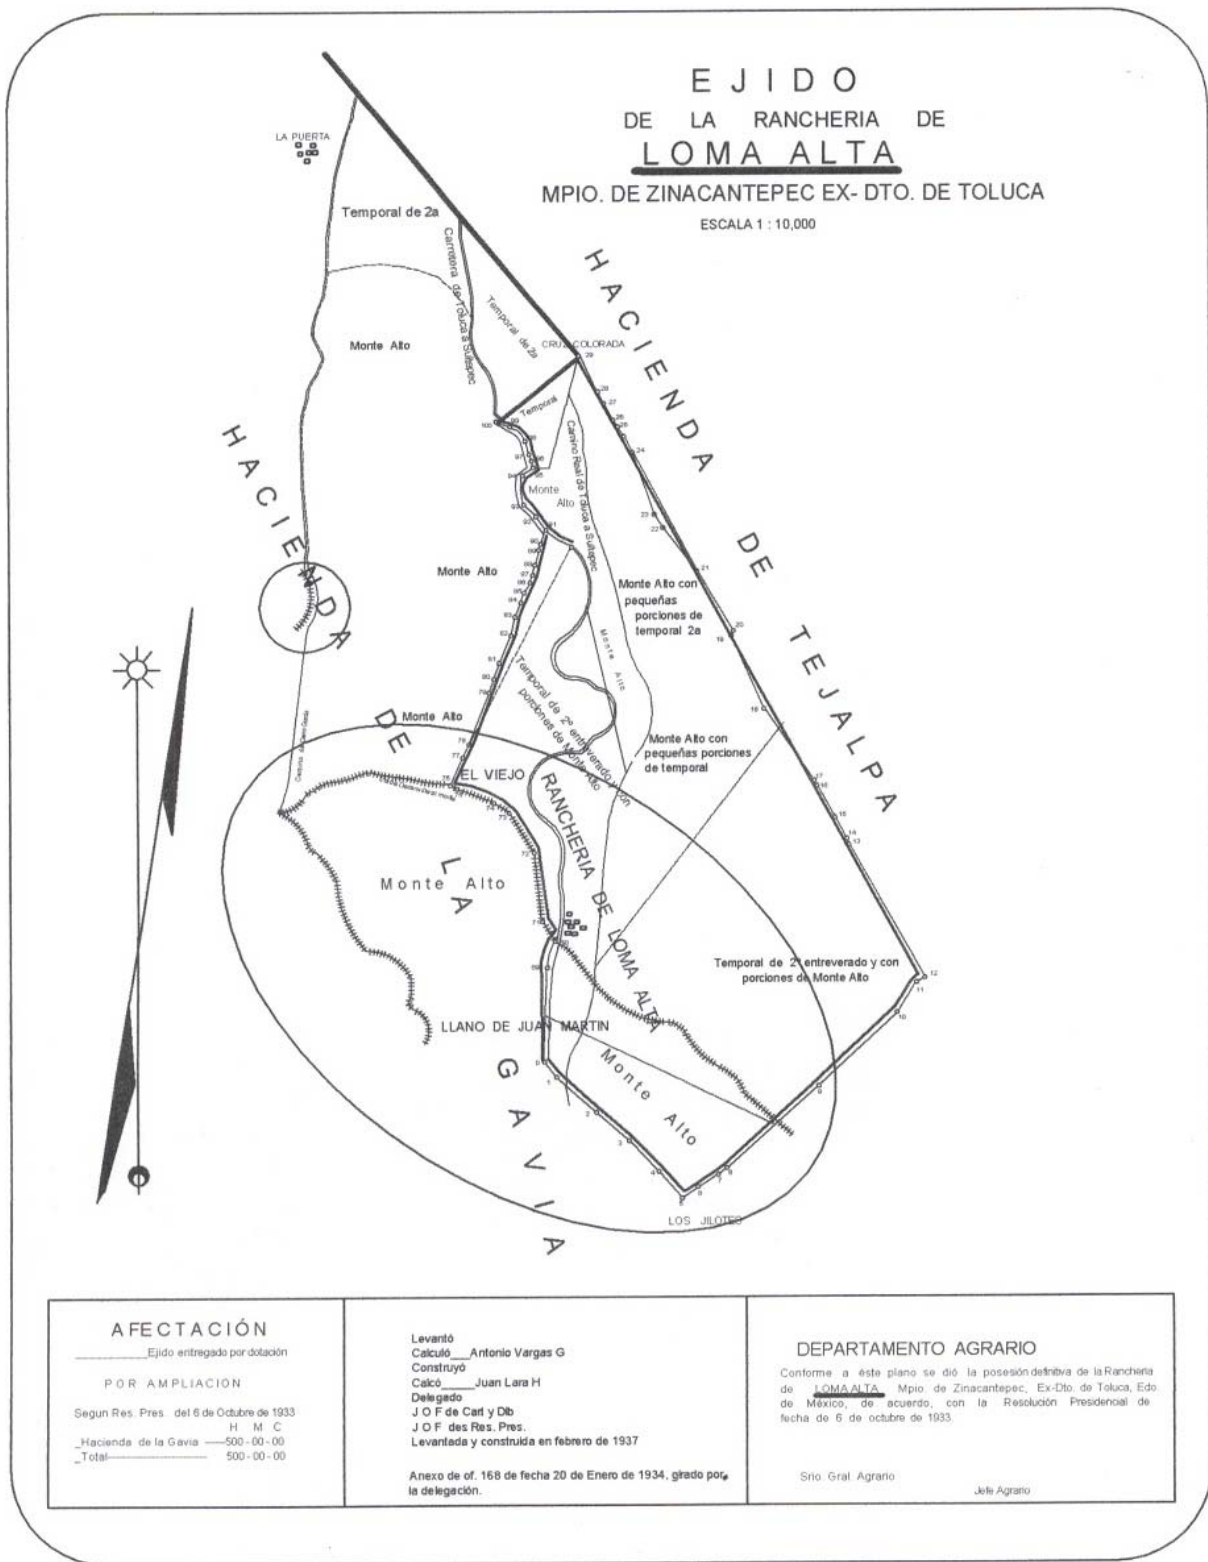 EJIDO
DE LA RANCHERIA DE
LOMA ALTA
MPIO. DE ZINACANTEPEC EX- DTO. DE TOLUCA
ESCALA 1 : 10,000
LA PUERTA
Temporal de 2a
Carretera de Toluca a Sultepec
Temporal de 2a
Monte Alto
CRUZ COLORADA
HACIENDA DE TEJALPA
HACIENDA DE LA GAVIA
Temporal
Camino Real de Toluca a Sultepec
Monte
Alto
Monte Alto
Monte Alto con
pequeñas
porciones de
temporal 2a
Monte Alto
Temporal de 2ª entreverado y con
porciones de Monte Alto
Monte Alto
Monte Alto con
pequeñas porciones
de temporal
EL VIEJO
RANCHERIA DE LOMA ALTA
Monte Alto
Temporal de 2ª entreverado y con
porciones de Monte Alto
LLANO DE JUAN MARTIN
Monte Alto
LOS JILOTES
AFECTACIÓN
Ejido entregado por dotación
POR AMPLIACION
Segun Res. Pres. del 6 de Octubre de 1933
H M C
_Hacienda de la Gavia 500 - 00 - 00
_Total 500 - 00 - 00
Levantó
Calculó___Antonio Vargas G
Construyó
Calcó_____Juan Lara H
Delegado
J O F de Cart y Dib
J O F des Res. Pres.
Levantada y construida en febrero de 1937
Anexo de of. 168 de fecha 20 de Enero de 1934, girado por
la delegación.
DEPARTAMENTO AGRARIO
Conforme a éste plano se dió la posesión definitiva de la Rancheria
de LOMA ALTA Mpio. de Zinacantepec, Ex-Dto. de Toluca, Edo
de México, de acuerdo, con la Resolución Presidencial de
fecha de 6 de octubre de 1933.
Srio Gral Agrario
Jefe Agrario